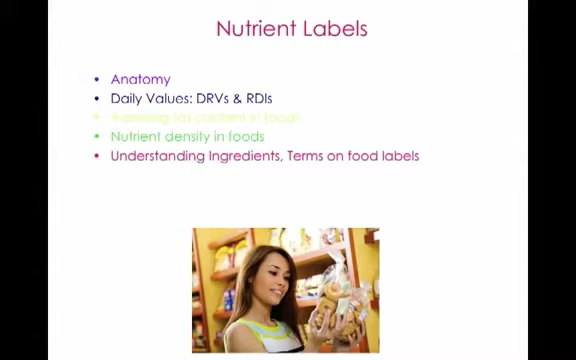 Nutrient Labels
• Anatomy
• Daily Values: DRVs & RDIs
• Assessing fat content in foods
• Nutrient density in foods
• Understanding Ingredients, Terms on food labels